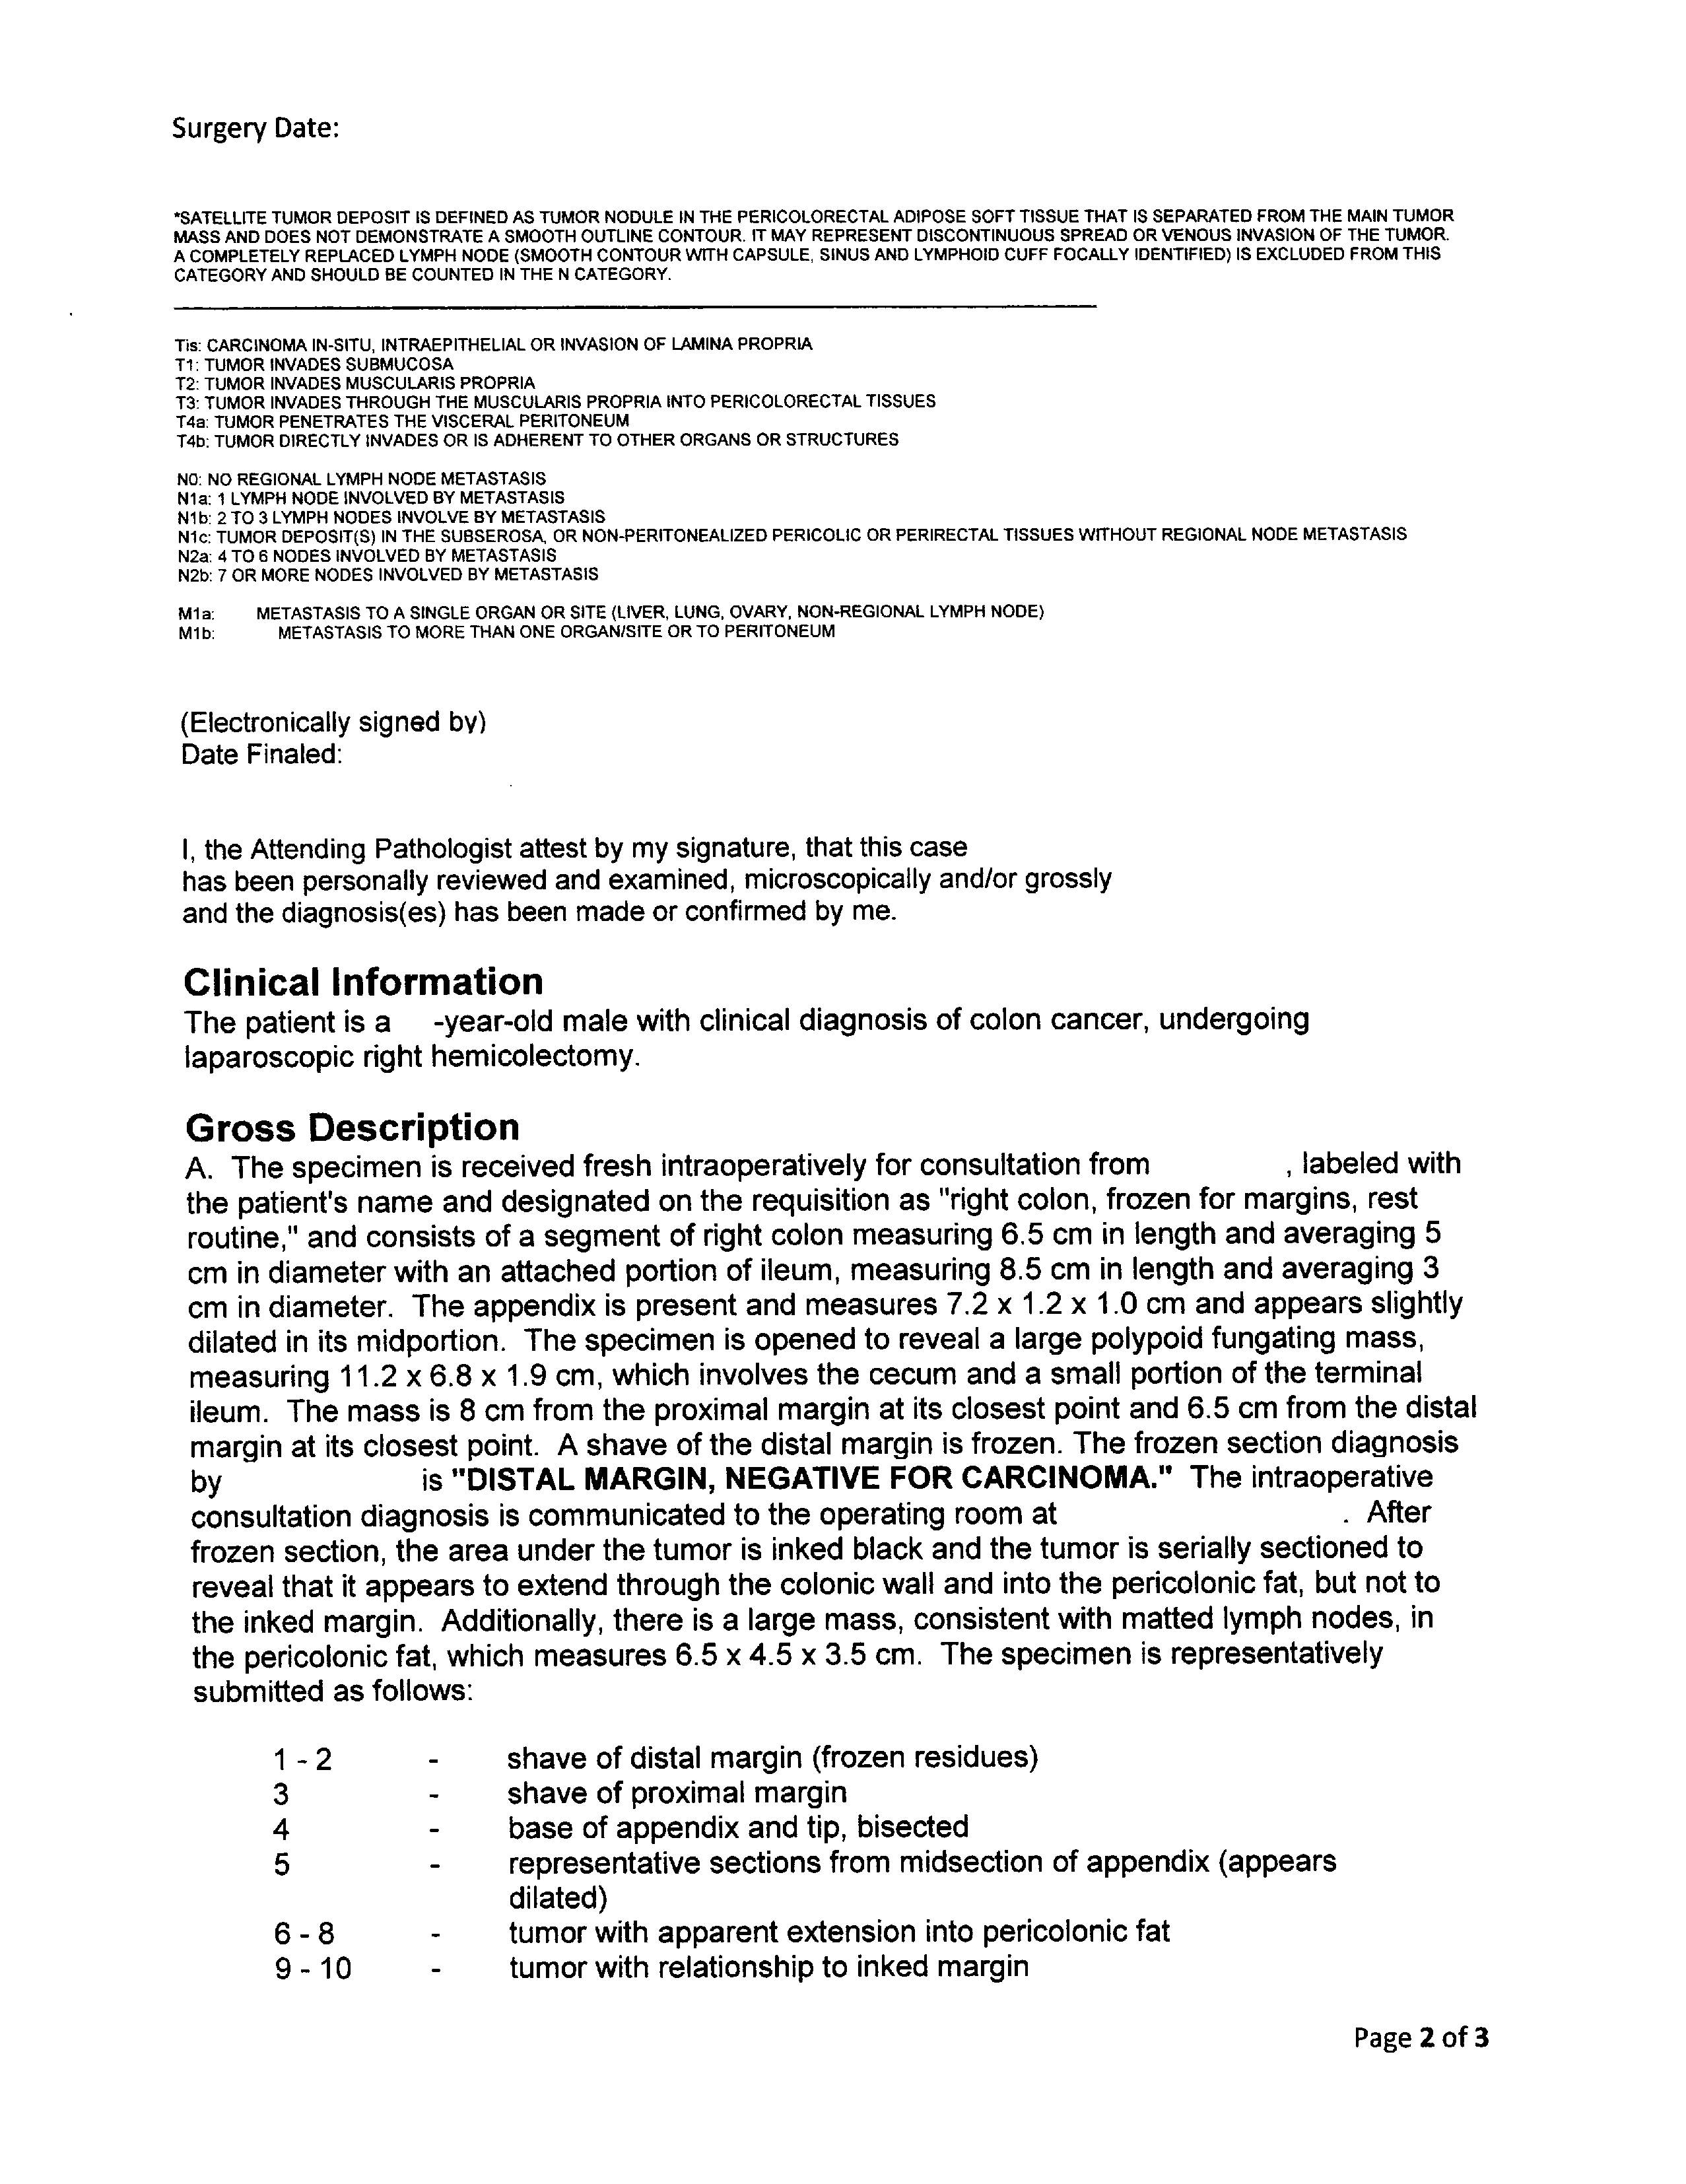 Surgery Date:
*SATELLITE TUMOR DEPOSIT IS DEFINED AS TUMOR NODULE IN THE PERICOLORECTAL ADIPOSE SOFT TISSUE THAT IS SEPARATED FROM THE MAIN TUMOR
MASS AND DOES NOT DEMONSTRATE A SMOOTH OUTLINE CONTOUR. IT MAY REPRESENT DISCONTINUOUS SPREAD OR VENOUS INVASION OF THE TUMOR.
A COMPLETELY REPLACED LYMPH NODE (SMOOTH CONTOUR WITH CAPSULE, SINUS AND LYMPHOID CUFF FOCALLY IDENTIFIED) IS EXCLUDED FROM THIS
CATEGORY AND SHOULD BE COUNTED IN THE N CATEGORY.
Tis: CARCINOMA IN-SITU, INTRAEPITHELIAL OR INVASION OF LAMINA PROPRIA
T1: TUMOR INVADES SUBMUCOSA
T2: TUMOR INVADES MUSCULARIS PROPRIA
T3: TUMOR INVADES THROUGH THE MUSCULARIS PROPRIA INTO PERICOLORECTAL TISSUES
T4a: TUMOR PENETRATES THE VISCERAL PERITONEUM
T4b: TUMOR DIRECTLY INVADES OR IS ADHERENT TO OTHER ORGANS OR STRUCTURES
N0: NO REGIONAL LYMPH NODE METASTASIS
N1a: 1 LYMPH NODE INVOLVED BY METASTASIS
N1b: 2 TO 3 LYMPH NODES INVOLVE BY METASTASIS
N1c: TUMOR DEPOSIT(S) IN THE SUBSEROSA, OR NON-PERITONEALIZED PERICOLIC OR PERIRECTAL TISSUES WITHOUT REGIONAL NODE METASTASIS
N2a: 4 TO 6 NODES INVOLVED BY METASTASIS
N2b: 7 OR MORE NODES INVOLVED BY METASTASIS
M1a: METASTASIS TO A SINGLE ORGAN OR SITE (LIVER, LUNG, OVARY, NON-REGIONAL LYMPH NODE)
M1b: METASTASIS TO MORE THAN ONE ORGAN/SITE OR TO PERITONEUM
(Electronically signed by)
Date Finaled:
I, the Attending Pathologist attest by my signature, that this case
has been personally reviewed and examined, microscopically and/or grossly
and the diagnosis(es) has been made or confirmed by me.
Clinical Information
The patient is a -year-old male with clinical diagnosis of colon cancer, undergoing
laparoscopic right hemicolectomy.
Gross Description
A. The specimen is received fresh intraoperatively for consultation from , labeled with
the patient's name and designated on the requisition as "right colon, frozen for margins, rest
routine," and consists of a segment of right colon measuring 6.5 cm in length and averaging 5
cm in diameter with an attached portion of ileum, measuring 8.5 cm in length and averaging 3
cm in diameter. The appendix is present and measures 7.2 x 1.2 x 1.0 cm and appears slightly
dilated in its midportion. The specimen is opened to reveal a large polypoid fungating mass,
measuring 11.2 x 6.8 x 1.9 cm, which involves the cecum and a small portion of the terminal
ileum. The mass is 8 cm from the proximal margin at its closest point and 6.5 cm from the distal
margin at its closest point. A shave of the distal margin is frozen. The frozen section diagnosis
by is "DISTAL MARGIN, NEGATIVE FOR CARCINOMA." The intraoperative
consultation diagnosis is communicated to the operating room at . After
frozen section, the area under the tumor is inked black and the tumor is serially sectioned to
reveal that it appears to extend through the colonic wall and into the pericolonic fat, but not to
the inked margin. Additionally, there is a large mass, consistent with matted lymph nodes, in
the pericolonic fat, which measures 6.5 x 4.5 x 3.5 cm. The specimen is representatively
submitted as follows:
1 - 2 - shave of distal margin (frozen residues)
3 - shave of proximal margin
4 - base of appendix and tip, bisected
5 - representative sections from midsection of appendix (appears
dilated)
6 - 8 - tumor with apparent extension into pericolonic fat
9 - 10 - tumor with relationship to inked margin
Page 2 of 3